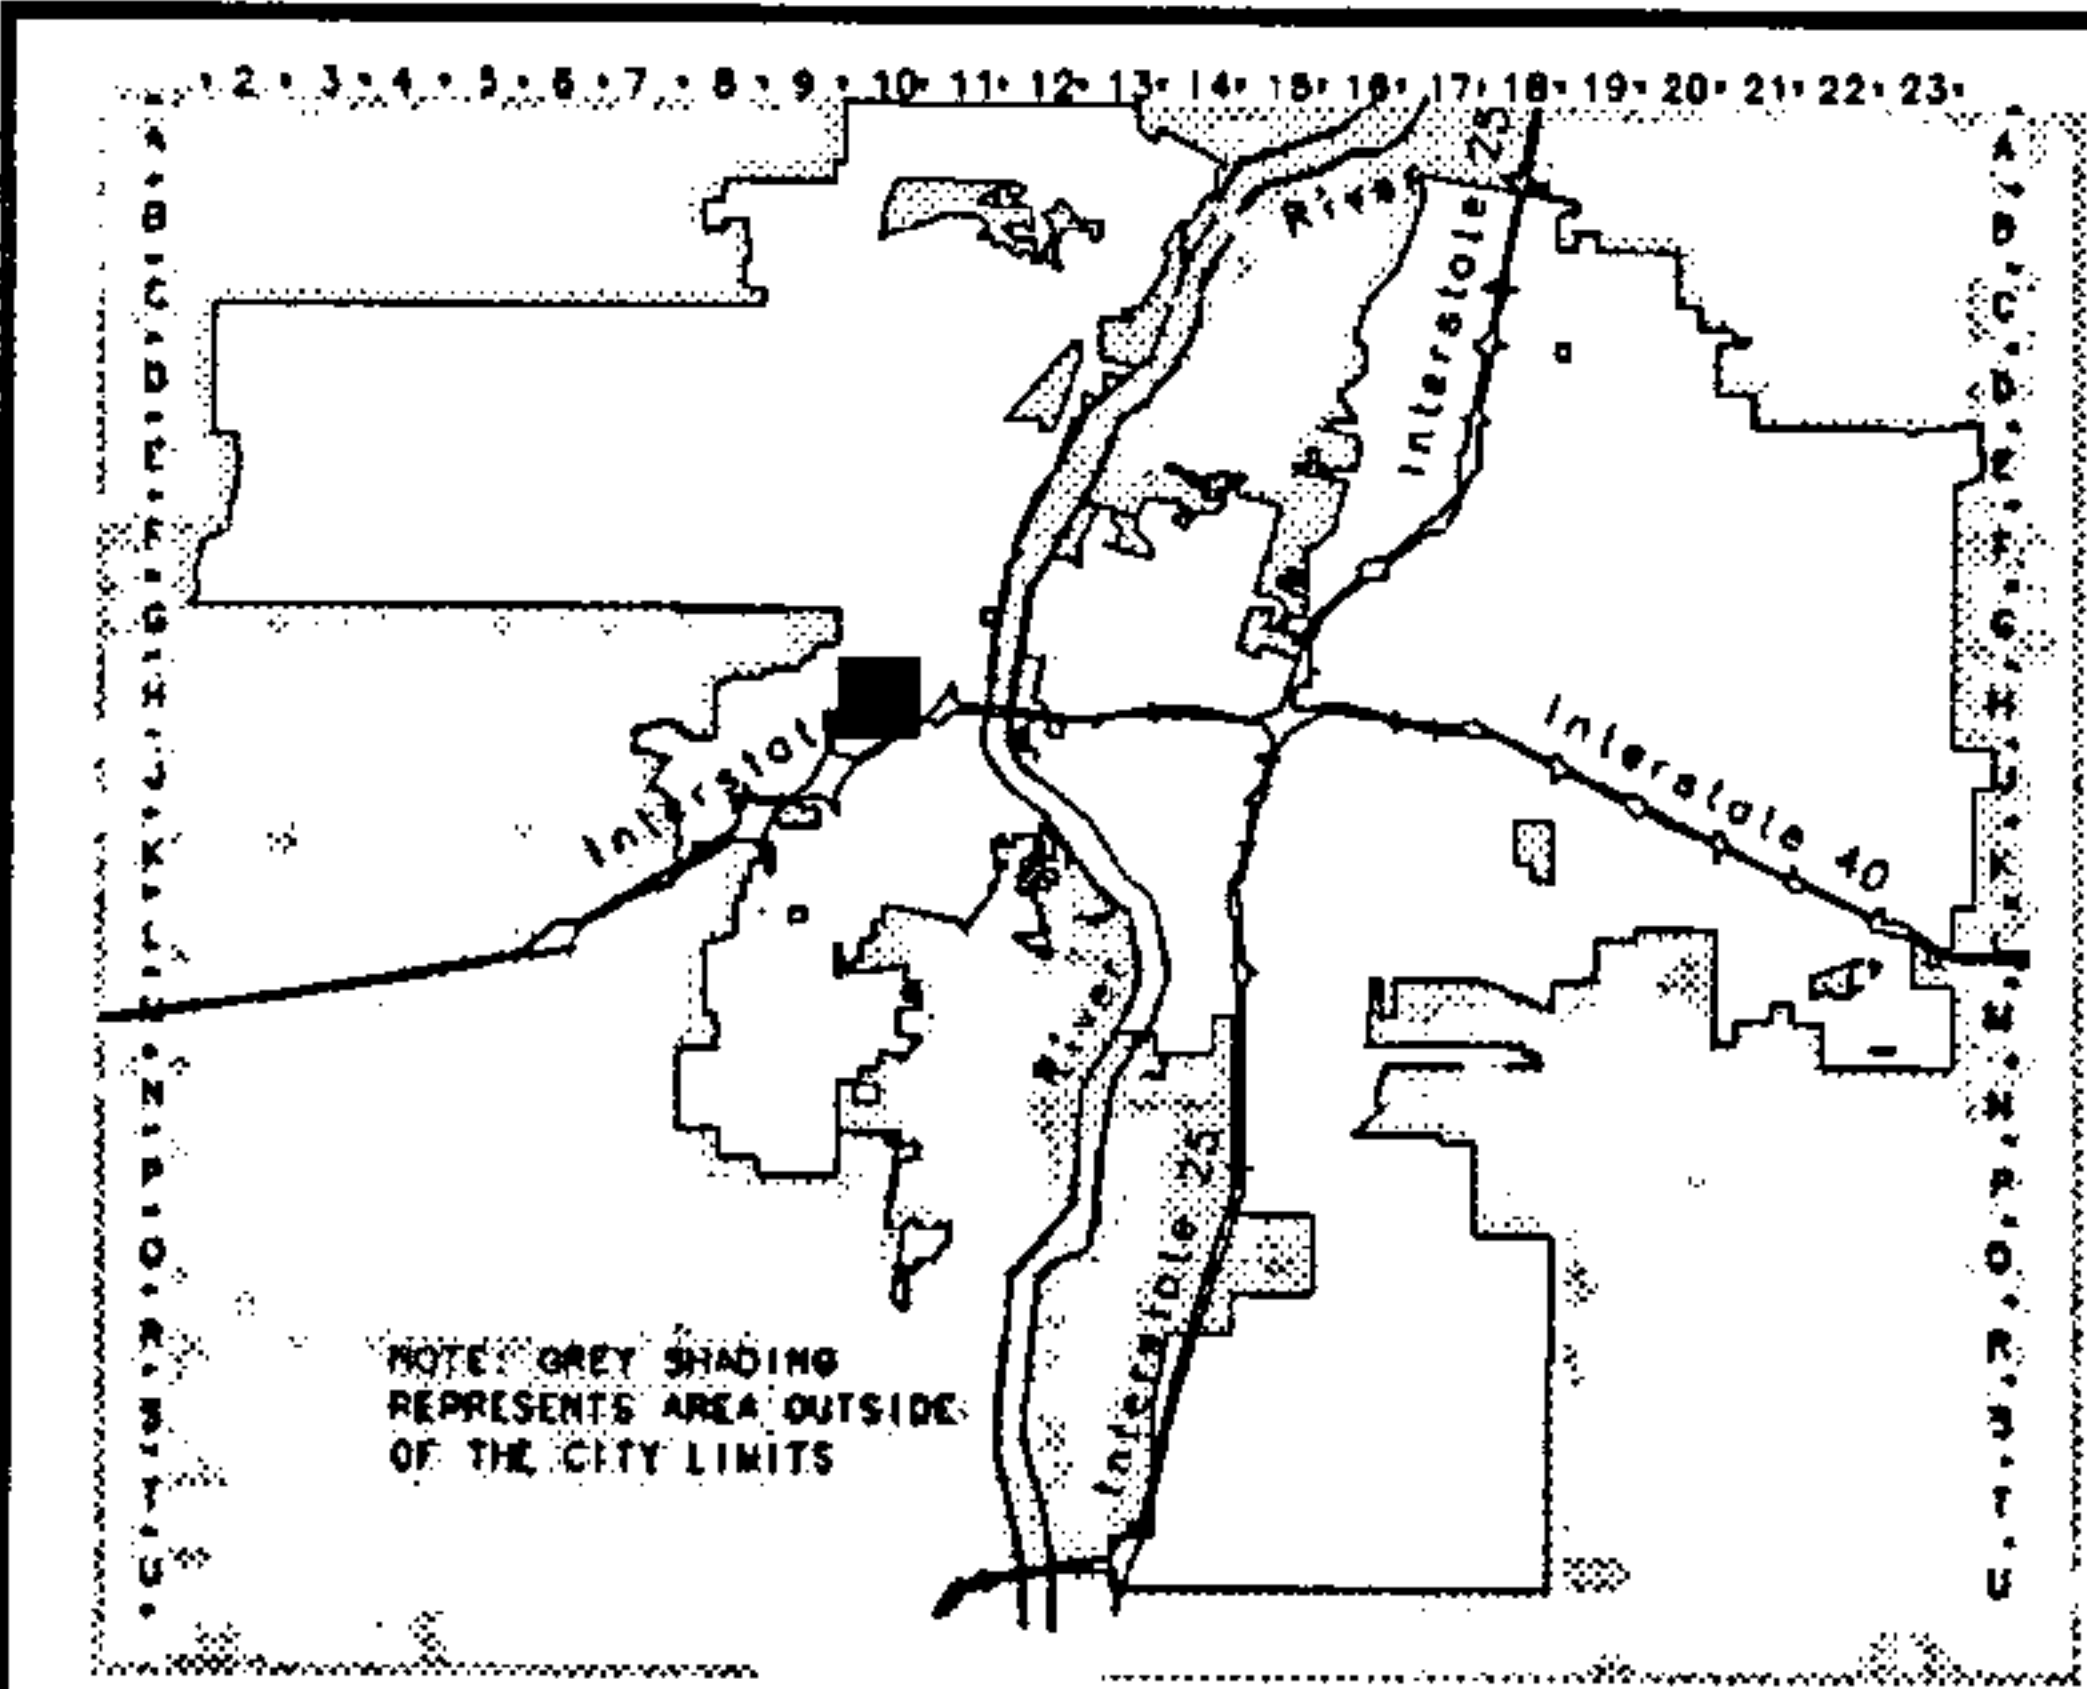 2 3 4 5 6 7 8 9 10 11 12 13 14 15 16 17 18 19 20 21 22 23
A A
B B
C C
D D
E E
F F
G G
H H
J J
K K
L L
M M
N N
P P
Q Q
R R
S S
T T
U U
River
Interstate 25
Interstate 40
River
Interstate 25
NOTE: GREY SHADING
REPRESENTS AREA OUTSIDE
OF THE CITY LIMITS